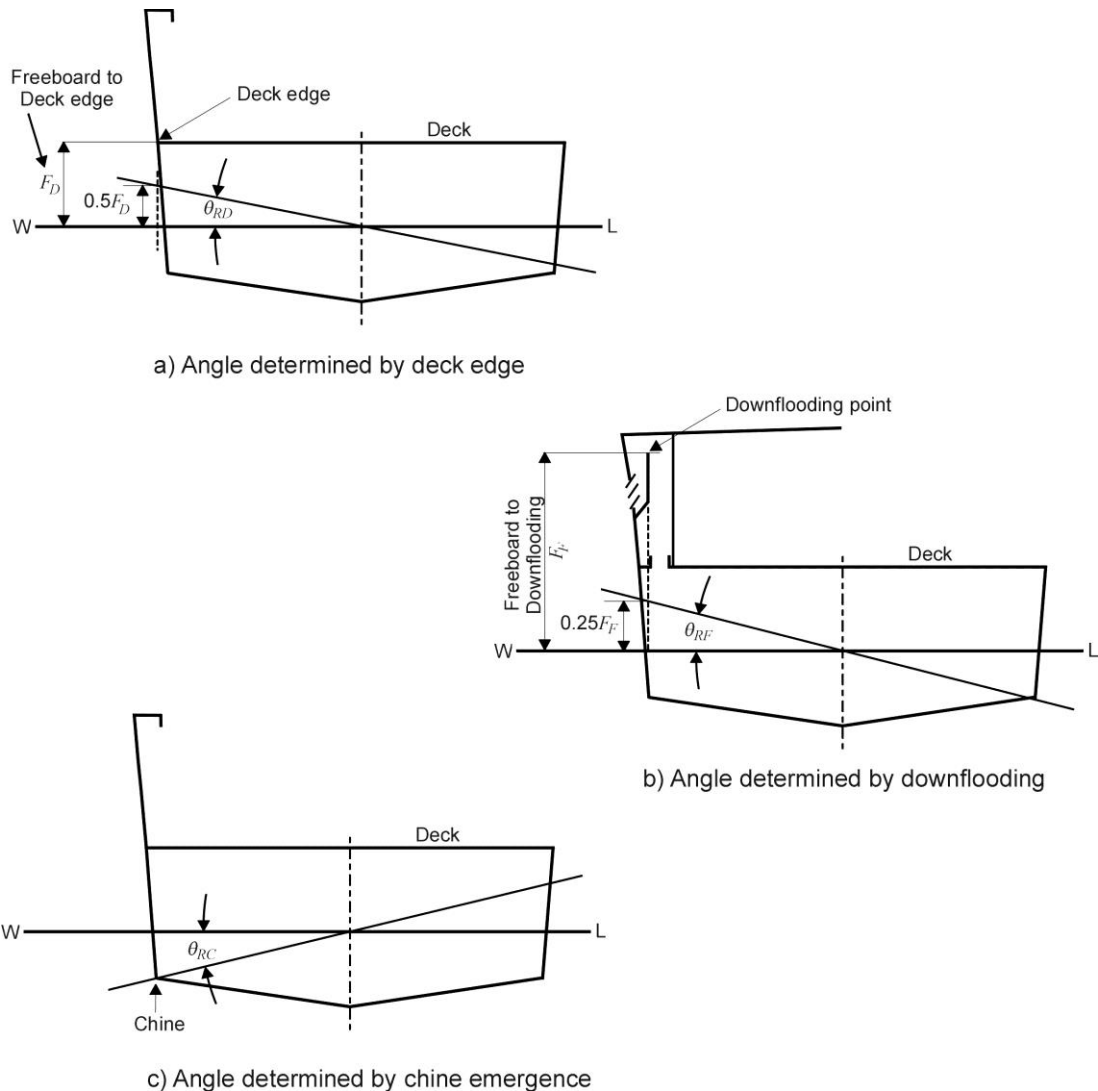 Freeboard to
Deck edge
Deck edge
Deck
F_D
0.5F_D
θ_RD
W
L
a) Angle determined by deck edge
Downflooding point
Freeboard to
Downflooding
F_F
Deck
0.25F_F
θ_RF
W
L
b) Angle determined by downflooding
Deck
W
L
θ_RC
Chine
c) Angle determined by chine emergence